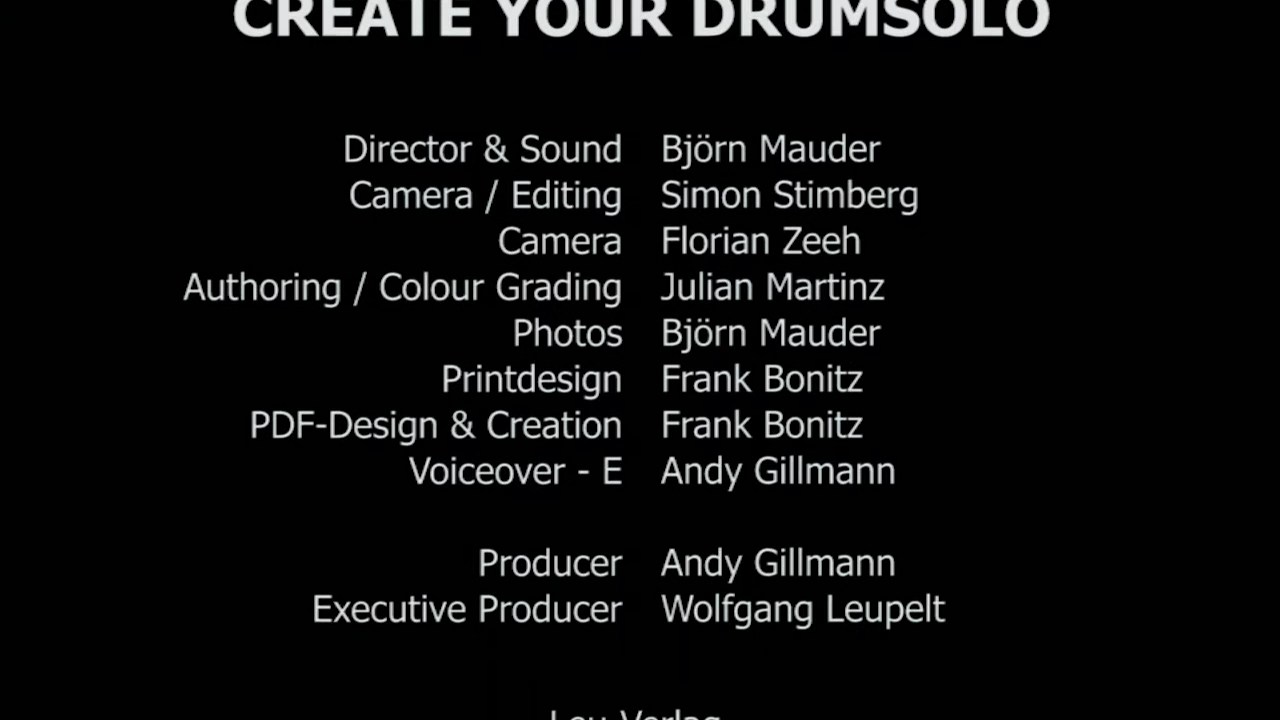 CREATE YOUR DRUMSOLO
Director & Sound Björn Mauder
Camera / Editing Simon Stimberg
Camera Florian Zeeh
Authoring / Colour Grading Julian Martinz
Photos Björn Mauder
Printdesign Frank Bonitz
PDF-Design & Creation Frank Bonitz
Voiceover - E Andy Gillmann
Producer Andy Gillmann
Executive Producer Wolfgang Leupelt
Leu Verlag